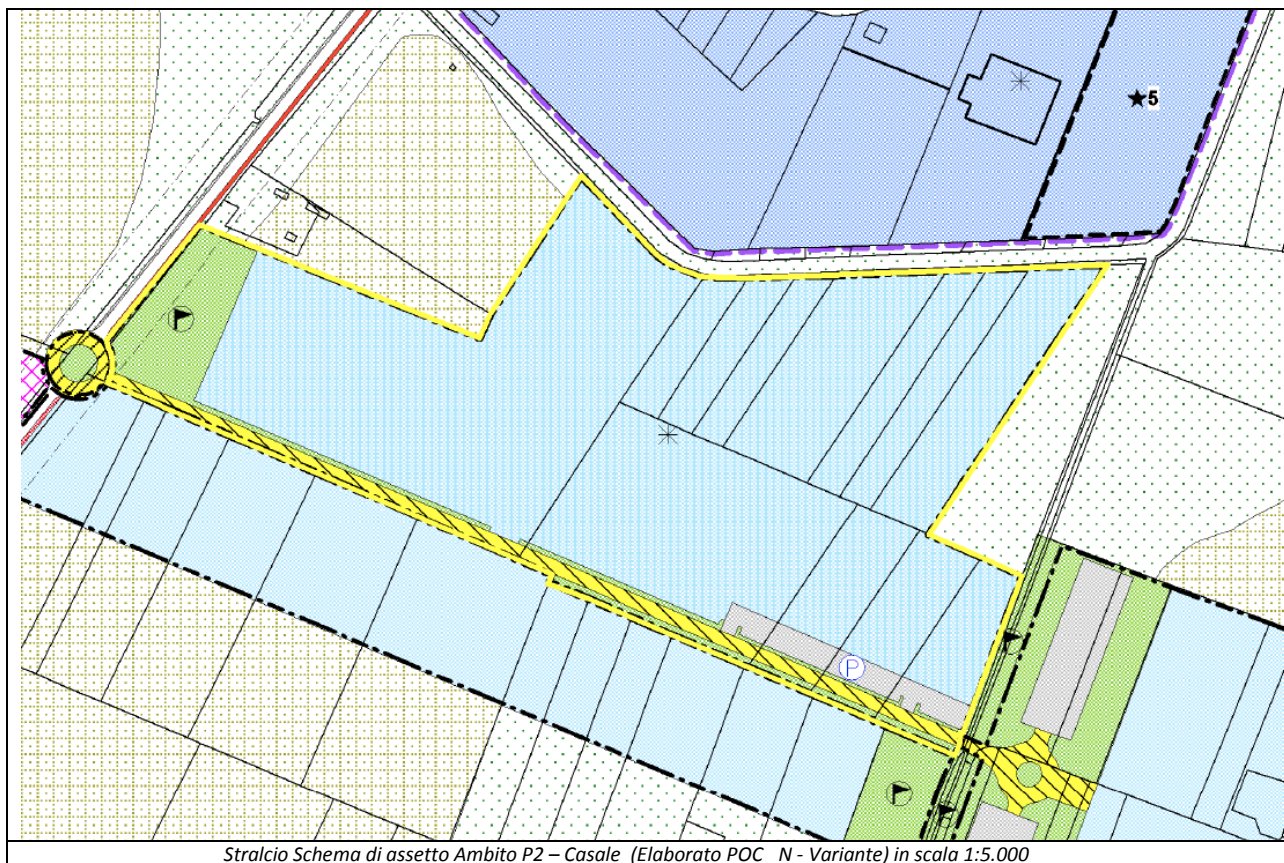 ★5
P
Stralcio Schema di assetto Ambito P2 – Casale (Elaborato POC N - Variante) in scala 1:5.000